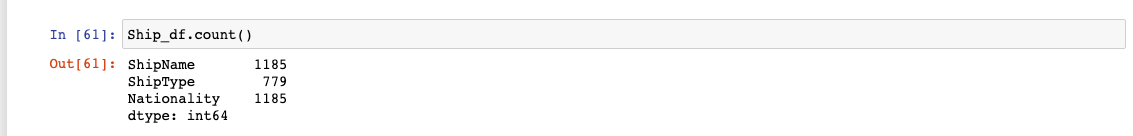 In [61]: Ship_df.count()
Out[61]: ShipName 1185
ShipType 779
Nationality 1185
dtype: int64